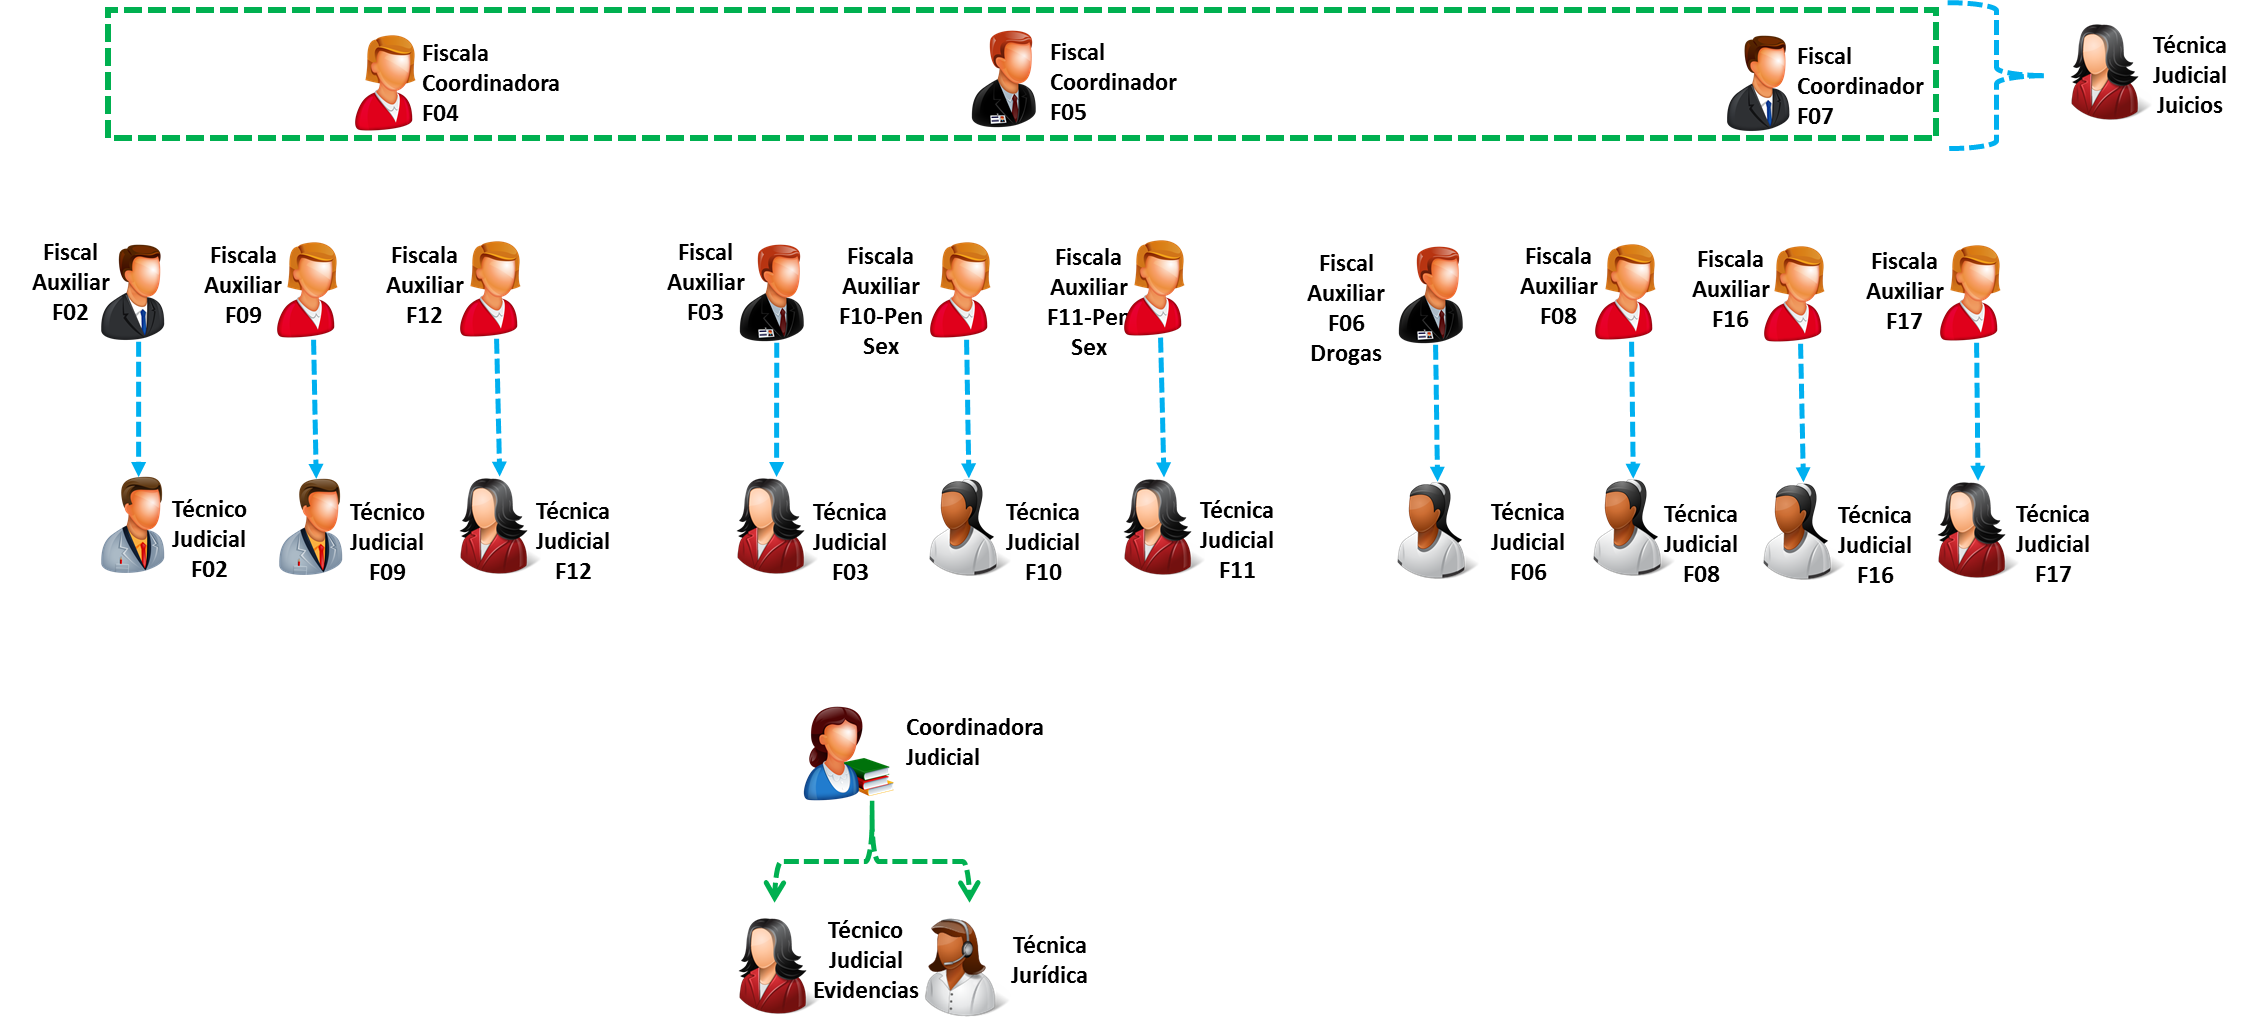 Fiscala
Coordinadora
F04
Fiscal
Coordinador
F05
Fiscal
Coordinador
F07
Técnica
Judicial
Juicios
Fiscal
Auxiliar
F02
Fiscala
Auxiliar
F09
Fiscala
Auxiliar
F12
Fiscal
Auxiliar
F03
Fiscala
Auxiliar
F10-Pen
Sex
Fiscala
Auxiliar
F11-Pen
Sex
Fiscal
Auxiliar
F06
Drogas
Fiscala
Auxiliar
F08
Fiscala
Auxiliar
F16
Fiscala
Auxiliar
F17
Técnico
Judicial
F02
Técnico
Judicial
F09
Técnica
Judicial
F12
Técnica
Judicial
F03
Técnica
Judicial
F10
Técnica
Judicial
F11
Técnica
Judicial
F06
Técnica
Judicial
F08
Técnica
Judicial
F16
Técnica
Judicial
F17
Coordinadora
Judicial
Técnico
Judicial
Evidencias
Técnica
Jurídica